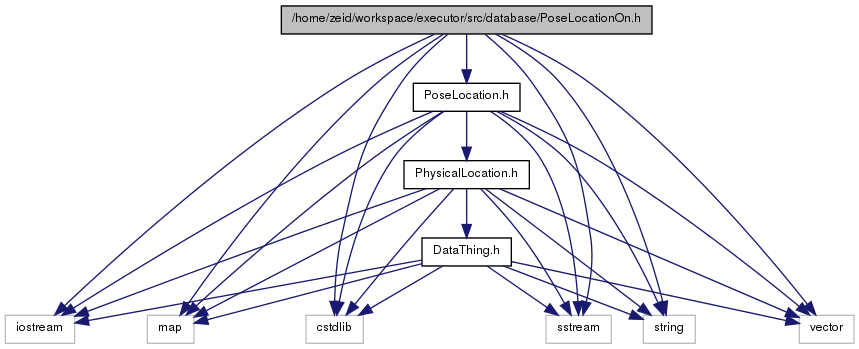 /home/zeid/workspace/executor/src/database/PoseLocationOn.h
PoseLocation.h
PhysicalLocation.h
DataThing.h
iostream
map
cstdlib
sstream
string
vector